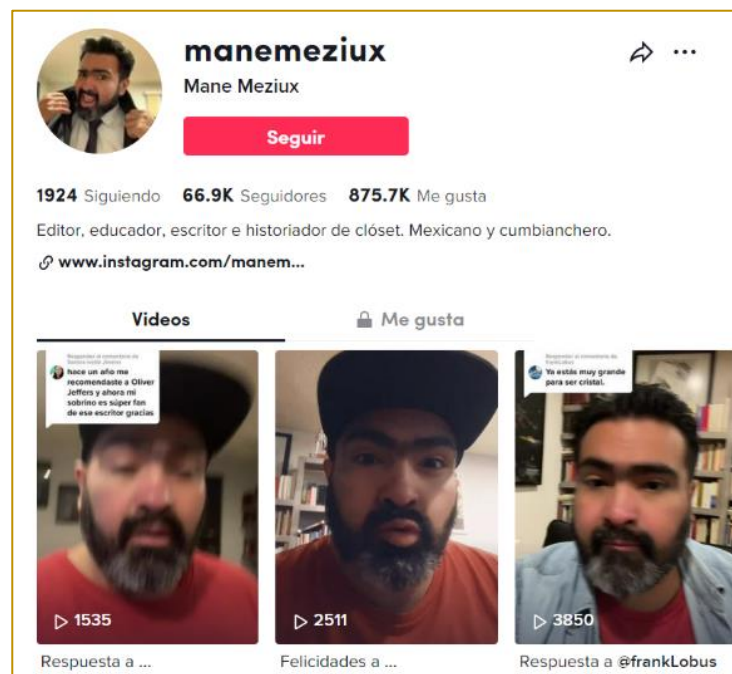 manemeziux
Mane Meziux
Seguir
1924 Siguiendo 66.9K Seguidores 875.7K Me gusta
Editor, educador, escritor e historiador de clóset. Mexicano y cumbianchero.
www.instagram.com/manem...
Videos
Me gusta
hace un año me
recomendaste a Oliver
Jeffers y ahora mi
sobrino es súper fan
de ese escritor gracias
1535
Respuesta a ...
2511
Felicidades a ...
Ya estás muy grande
para ser cristal.
3850
Respuesta a @frankLobus